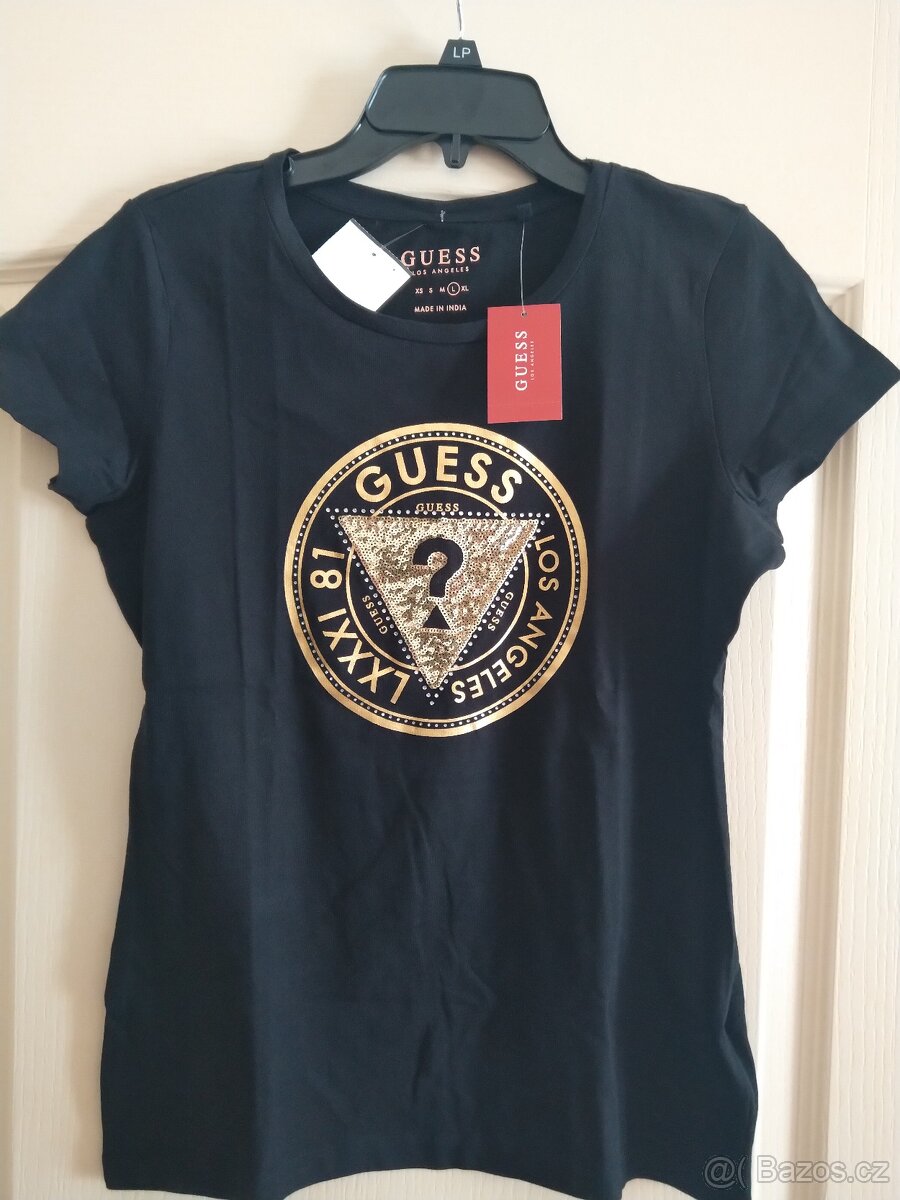 LP
GUESS
LOS ANGELES
XS S M L XL
MADE IN INDIA
GUESS
LOS ANGELES
GUESS
GUESS
LXXXI 81
LOS ANGELES
GUESS
GUESS
?
@( Bazos.cz